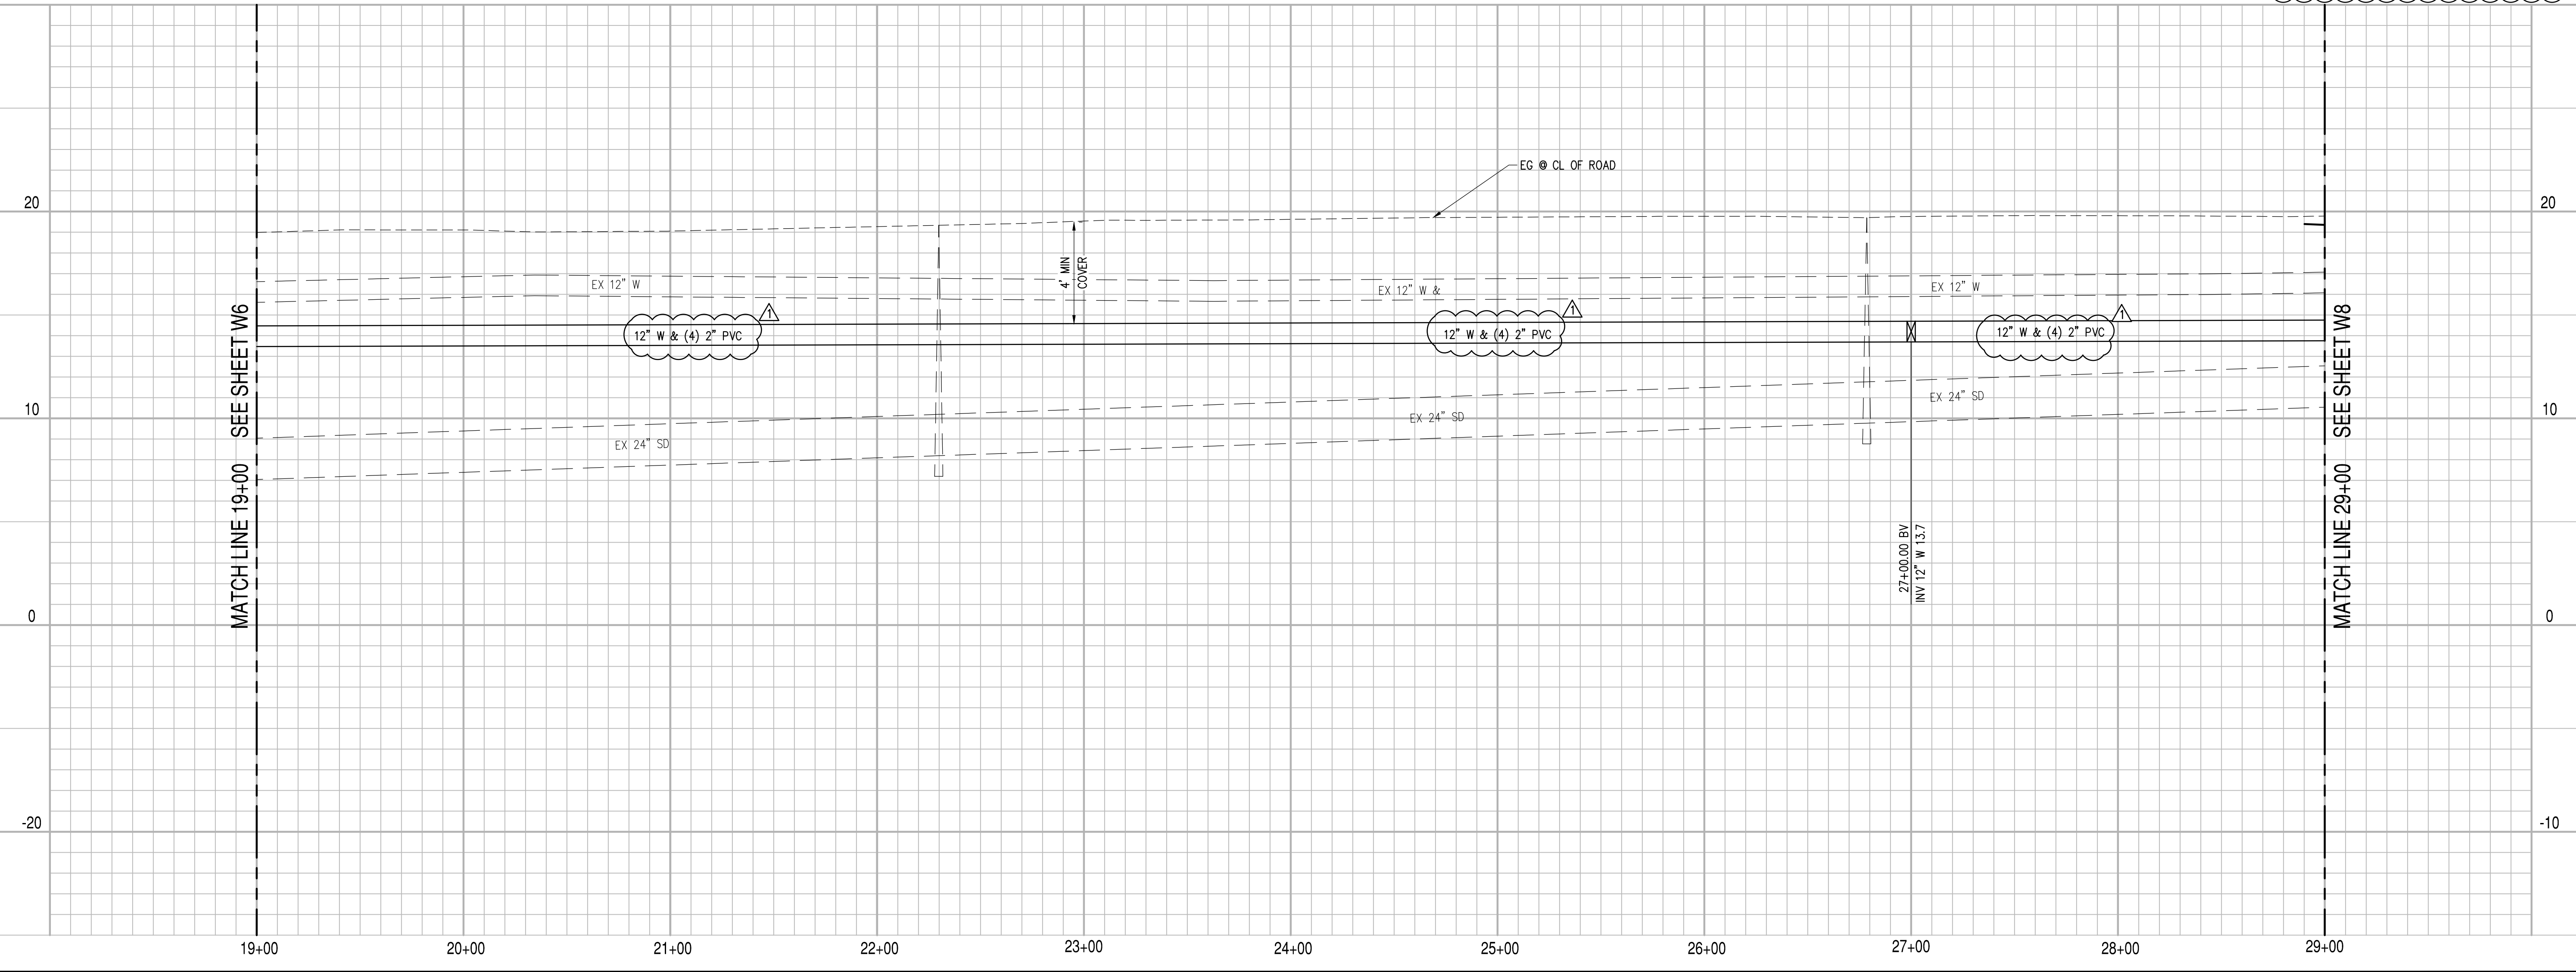 EG @ CL OF ROAD
20
20
4' MIN
COVER
EX 12" W
EX 12" W &
EX 12" W
1
1
1
12" W & (4) 2" PVC
12" W & (4) 2" PVC
12" W & (4) 2" PVC
MATCH LINE 19+00 SEE SHEET W6
MATCH LINE 29+00 SEE SHEET W8
10
10
EX 24" SD
EX 24" SD
EX 24" SD
27+00.00 BV
INV 12" W 13.7
0
0
-20
-10
19+00
20+00
21+00
22+00
23+00
24+00
25+00
26+00
27+00
28+00
29+00